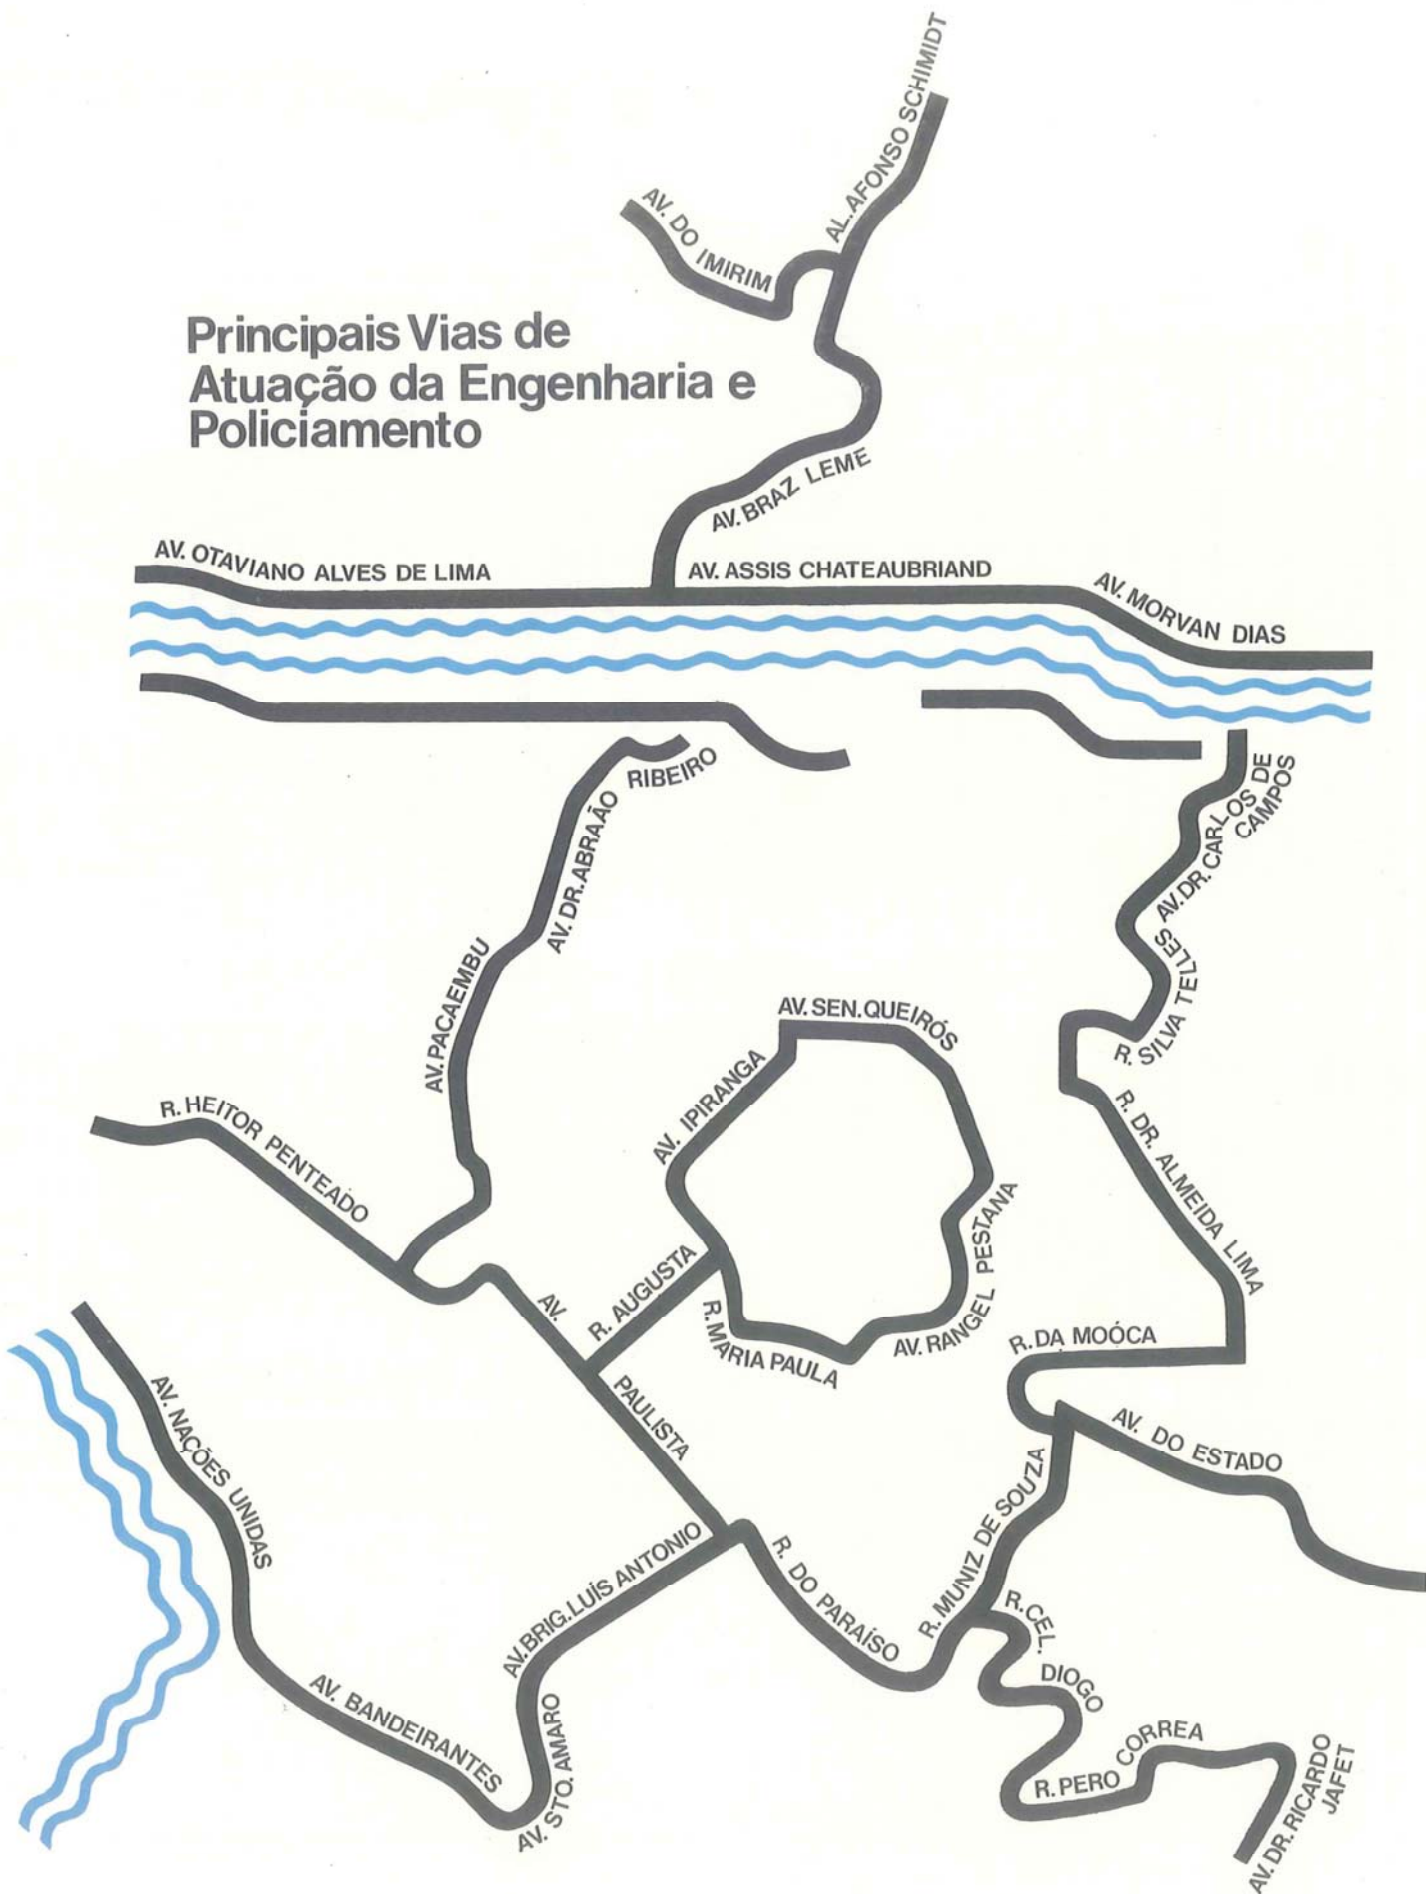 AL. AFONSO SCHIMIDT
AV. DO IMIRIM
Principais Vias de
Atuação da Engenharia e
Policiamento
AV. BRAZ LEME
AV. OTAVIANO ALVES DE LIMA
AV. ASSIS CHATEAUBRIAND
AV. MORVAN DIAS
AV. DR. ABRAÃO RIBEIRO
AV. DR. CARLOS DE
CAMPOS
AV. PACAEMBU
R. SILVA TELLES
AV. SEN. QUEIRÓS
AV. IPIRANGA
R. HEITOR PENTEADO
R. DR. ALMEIDA LIMA
AV. RANGEL PESTANA
R. AUGUSTA
R. MARIA PAULA
AV. PAULISTA
R. DA MOÓCA
AV. DO ESTADO
AV. NAÇÕES UNIDAS
R. MUNIZ DE SOUZA
AV. BRIG. LUÍS ANTONIO
R. DO PARAÍSO
R. CEL. DIOGO
AV. BANDEIRANTES
AV. STO. AMARO
R. PERO CORREA
AV. DR. RICARDO
JAFET